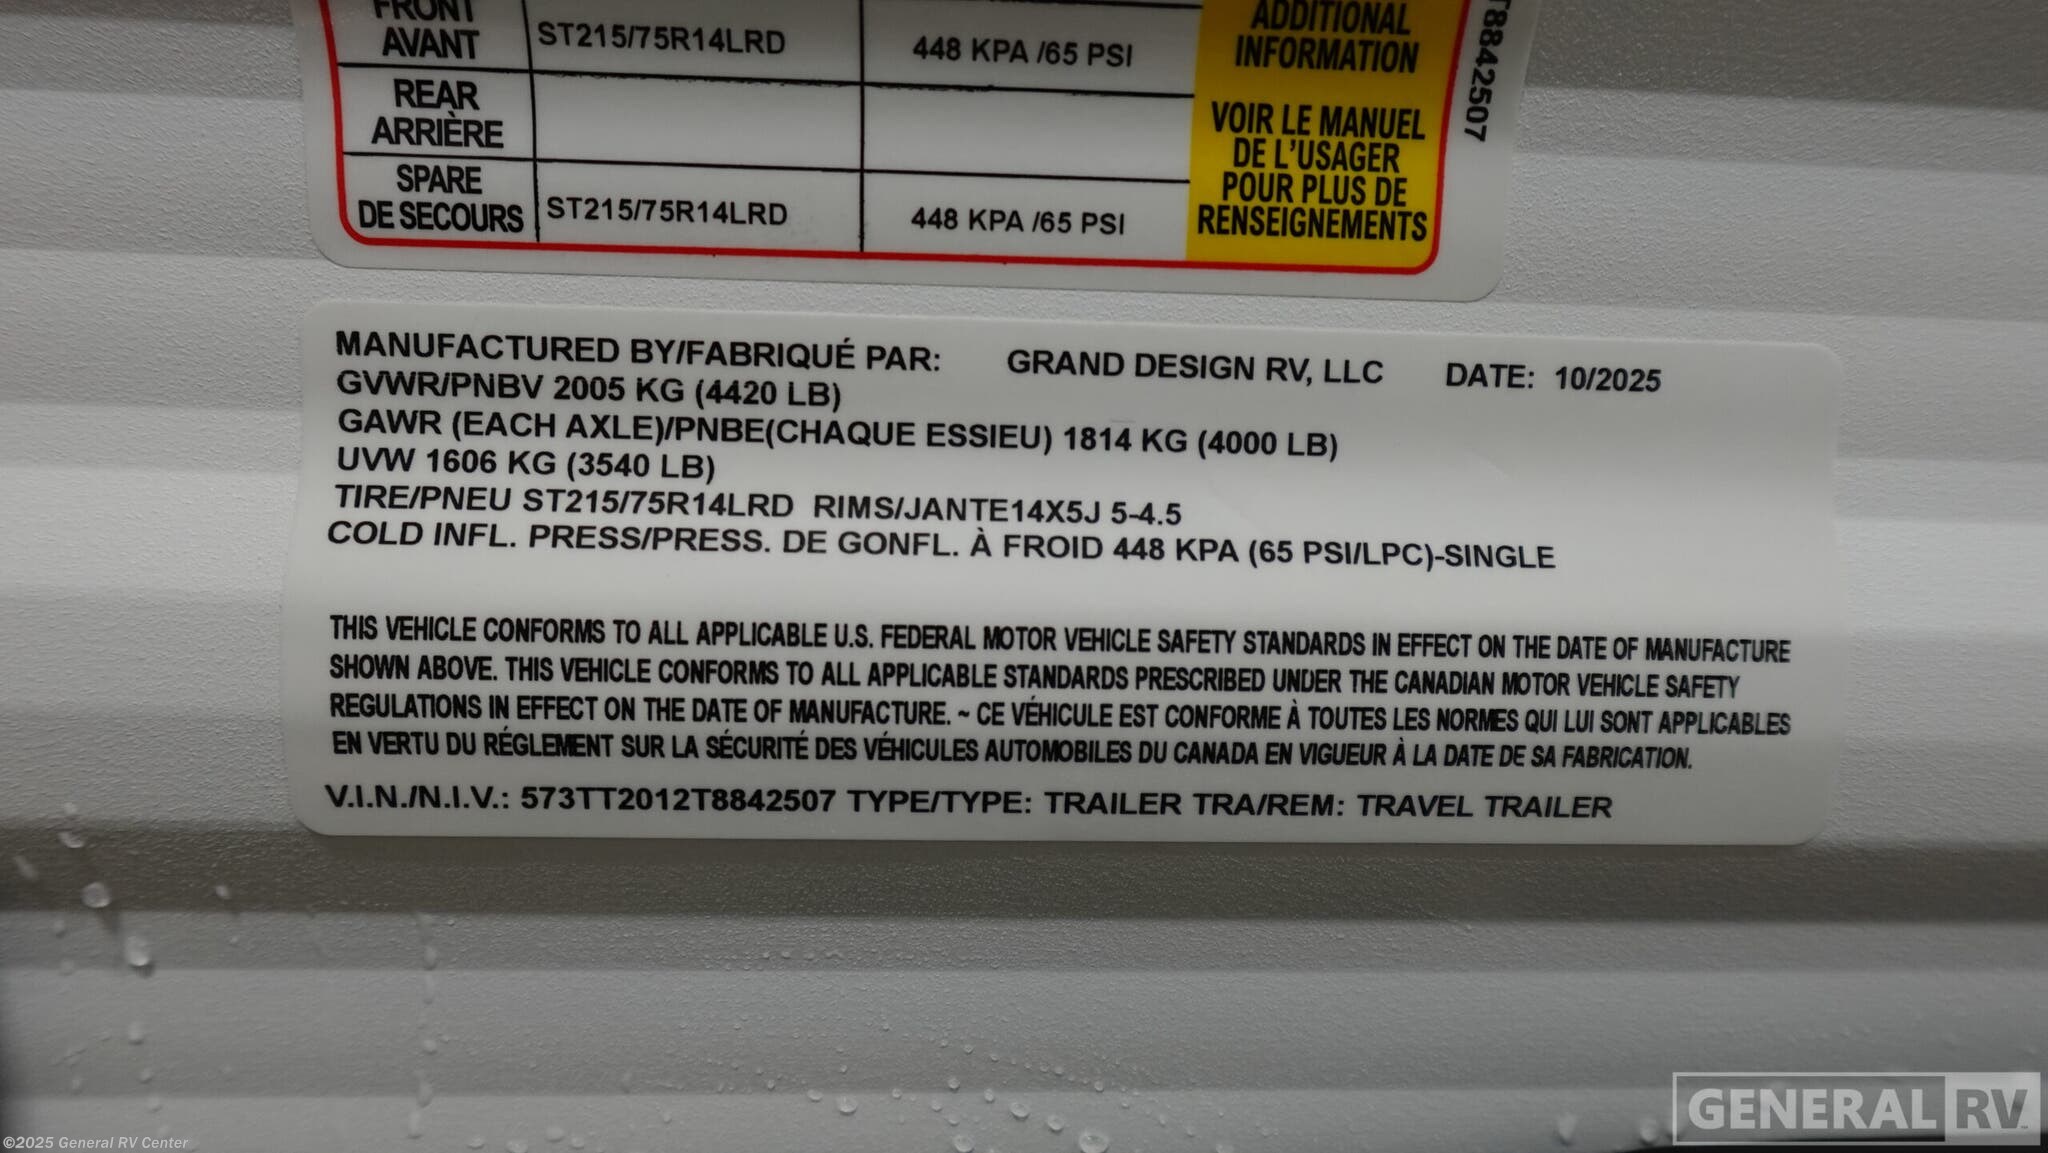 FRONT
AVANT
ST215/75R14LRD
448 KPA /65 PSI
REAR
ARRIÈRE
SPARE
DE SECOURS
ST215/75R14LRD
448 KPA /65 PSI
ADDITIONAL
INFORMATION
VOIR LE MANUEL
DE L'USAGER
POUR PLUS DE
RENSEIGNEMENTS
T8842507
MANUFACTURED BY/FABRIQUÉ PAR: GRAND DESIGN RV, LLC DATE: 10/2025
GVWR/PNBV 2005 KG (4420 LB)
GAWR (EACH AXLE)/PNBE(CHAQUE ESSIEU) 1814 KG (4000 LB)
UVW 1606 KG (3540 LB)
TIRE/PNEU ST215/75R14LRD RIMS/JANTE14X5J 5-4.5
COLD INFL. PRESS/PRESS. DE GONFL. À FROID 448 KPA (65 PSI/LPC)-SINGLE
THIS VEHICLE CONFORMS TO ALL APPLICABLE U.S. FEDERAL MOTOR VEHICLE SAFETY STANDARDS IN EFFECT ON THE DATE OF MANUFACTURE
SHOWN ABOVE. THIS VEHICLE CONFORMS TO ALL APPLICABLE STANDARDS PRESCRIBED UNDER THE CANADIAN MOTOR VEHICLE SAFETY
REGULATIONS IN EFFECT ON THE DATE OF MANUFACTURE. ~ CE VÉHICULE EST CONFORME À TOUTES LES NORMES QUI LUI SONT APPLICABLES
EN VERTU DU RÉGLEMENT SUR LA SÉCURITÉ DES VÉHICULES AUTOMOBILES DU CANADA EN VIGUEUR À LA DATE DE SA FABRICATION.
V.I.N./N.I.V.: 573TT2012T8842507 TYPE/TYPE: TRAILER TRA/REM: TRAVEL TRAILER
GENERAL RV
©2025 General RV Center